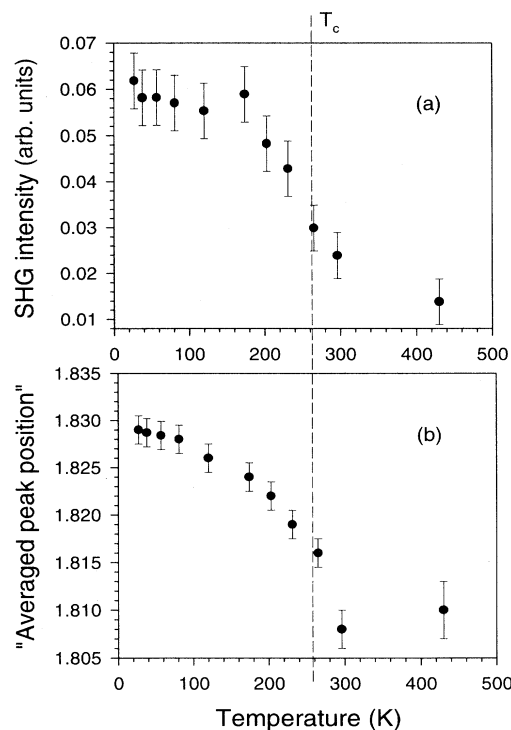 T_c
0.07
0.06
0.05
0.04
0.03
0.02
0.01
SHG intensity (arb. units)
(a)
0 100 200 300 400 500
1.835
1.830
1.825
1.820
1.815
1.810
1.805
"Averaged peak position"
(b)
0 100 200 300 400 500
Temperature (K)